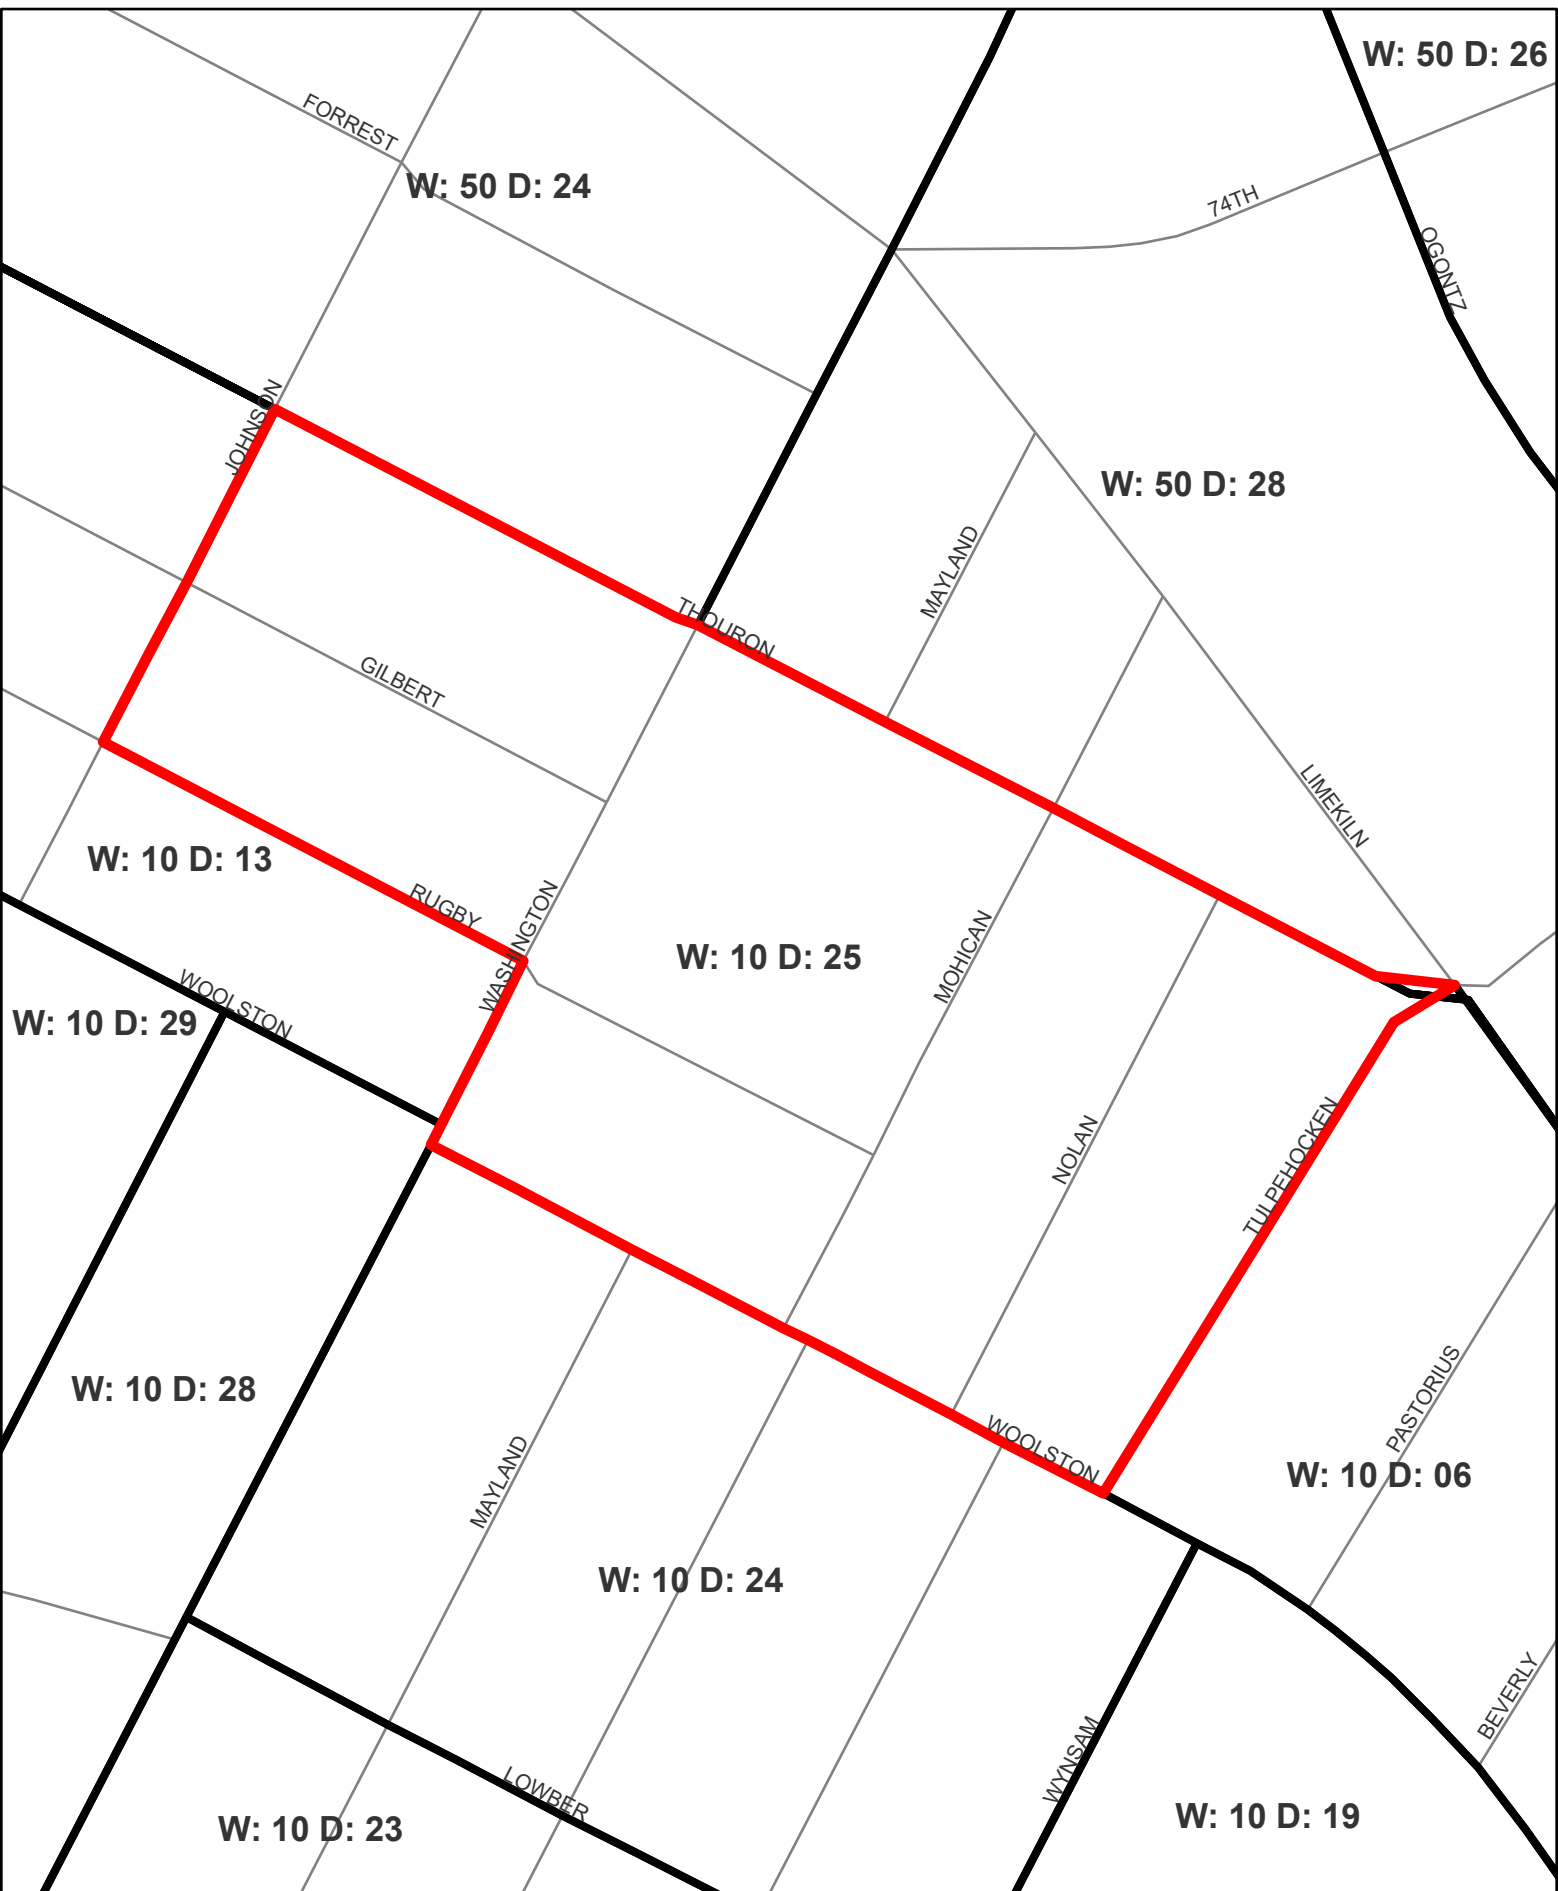 W: 50 D: 26
FORREST
W: 50 D: 24
74TH
OGONTZ
JOHNSON
W: 50 D: 28
MAYLAND
THOURON
GILBERT
LIMEKILN
W: 10 D: 13
RUGBY
WASHINGTON
W: 10 D: 25
MOHICAN
WOOLSTON
W: 10 D: 29
NOLAN
TULPEHOCKEN
W: 10 D: 28
PASTORIUS
WOOLSTON
W: 10 D: 06
MAYLAND
W: 10 D: 24
BEVERLY
WYNSAM
LOWBER
W: 10 D: 23
W: 10 D: 19